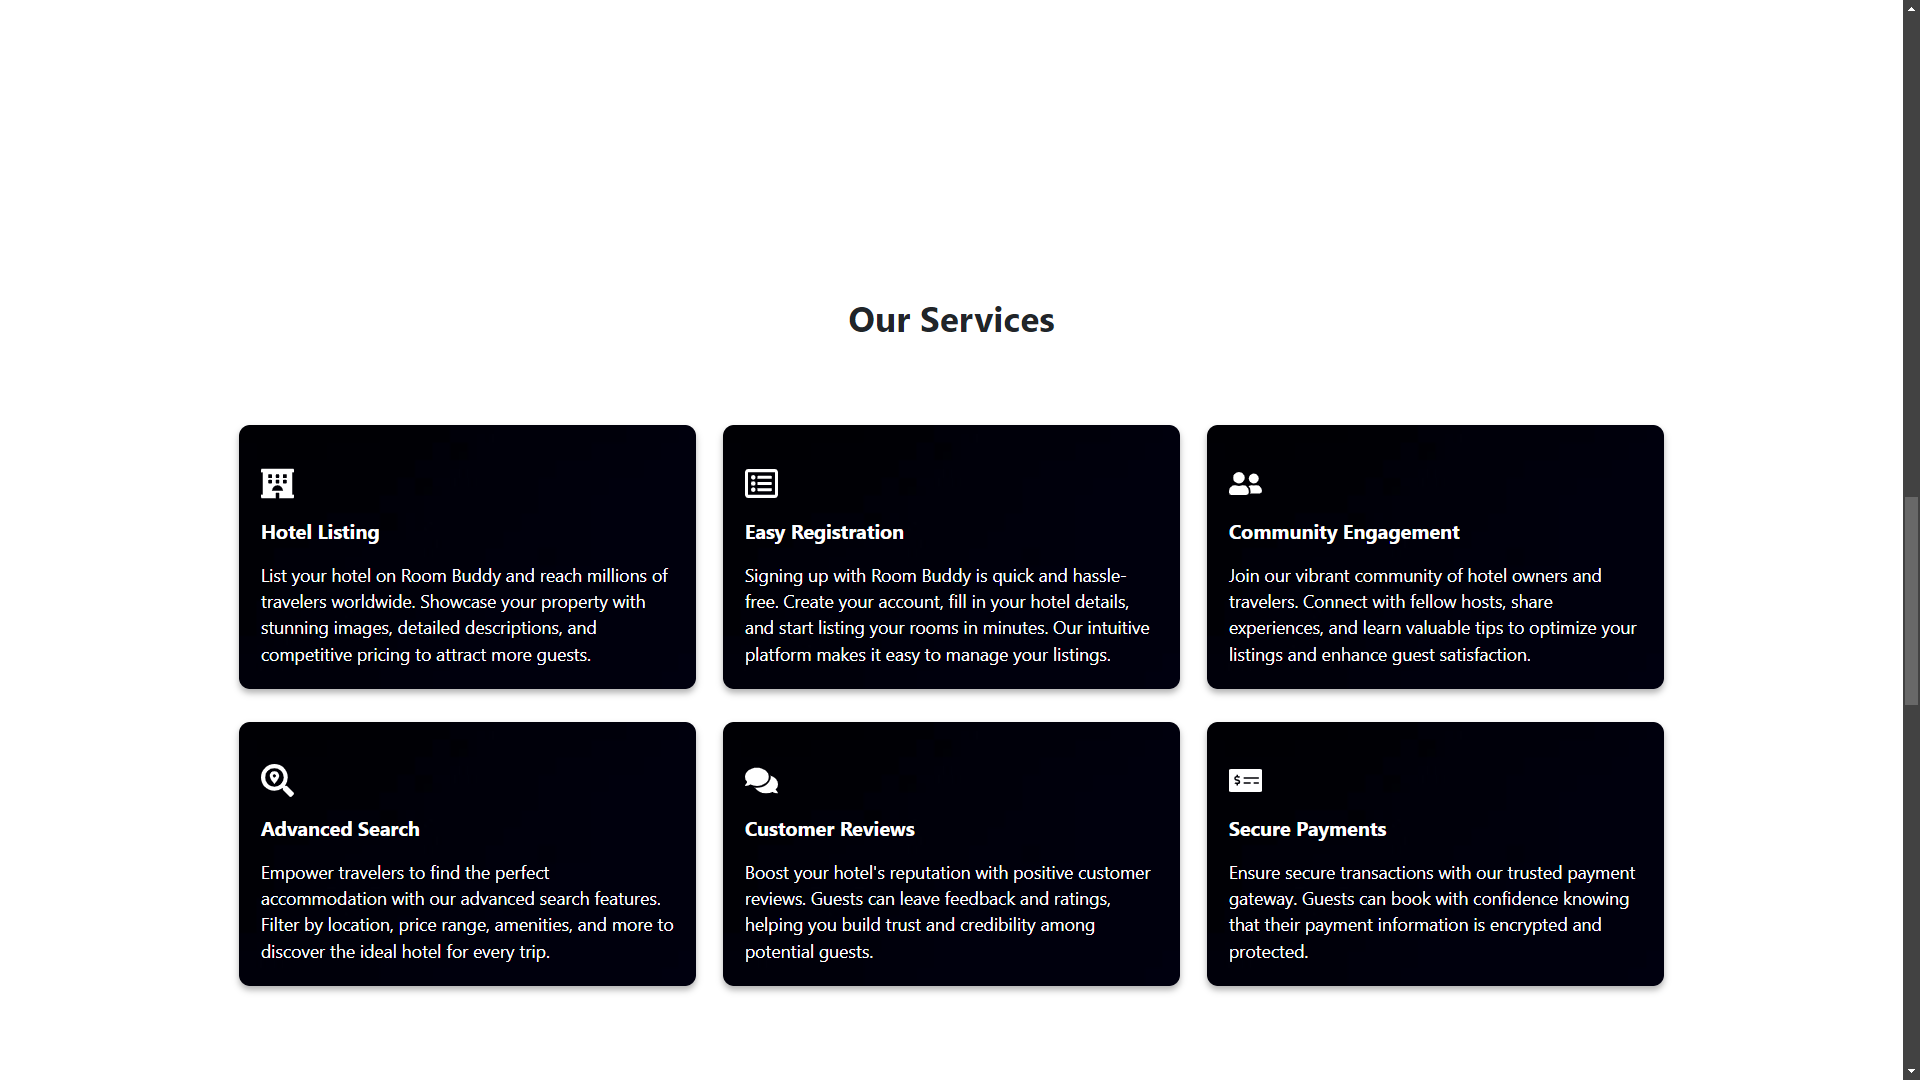 Our Services
Hotel Listing
List your hotel on Room Buddy and reach millions of
travelers worldwide. Showcase your property with
stunning images, detailed descriptions, and
competitive pricing to attract more guests.
Easy Registration
Signing up with Room Buddy is quick and hassle-
free. Create your account, fill in your hotel details,
and start listing your rooms in minutes. Our intuitive
platform makes it easy to manage your listings.
Community Engagement
Join our vibrant community of hotel owners and
travelers. Connect with fellow hosts, share
experiences, and learn valuable tips to optimize your
listings and enhance guest satisfaction.
Advanced Search
Empower travelers to find the perfect
accommodation with our advanced search features.
Filter by location, price range, amenities, and more to
discover the ideal hotel for every trip.
Customer Reviews
Boost your hotel's reputation with positive customer
reviews. Guests can leave feedback and ratings,
helping you build trust and credibility among
potential guests.
Secure Payments
Ensure secure transactions with our trusted payment
gateway. Guests can book with confidence knowing
that their payment information is encrypted and
protected.